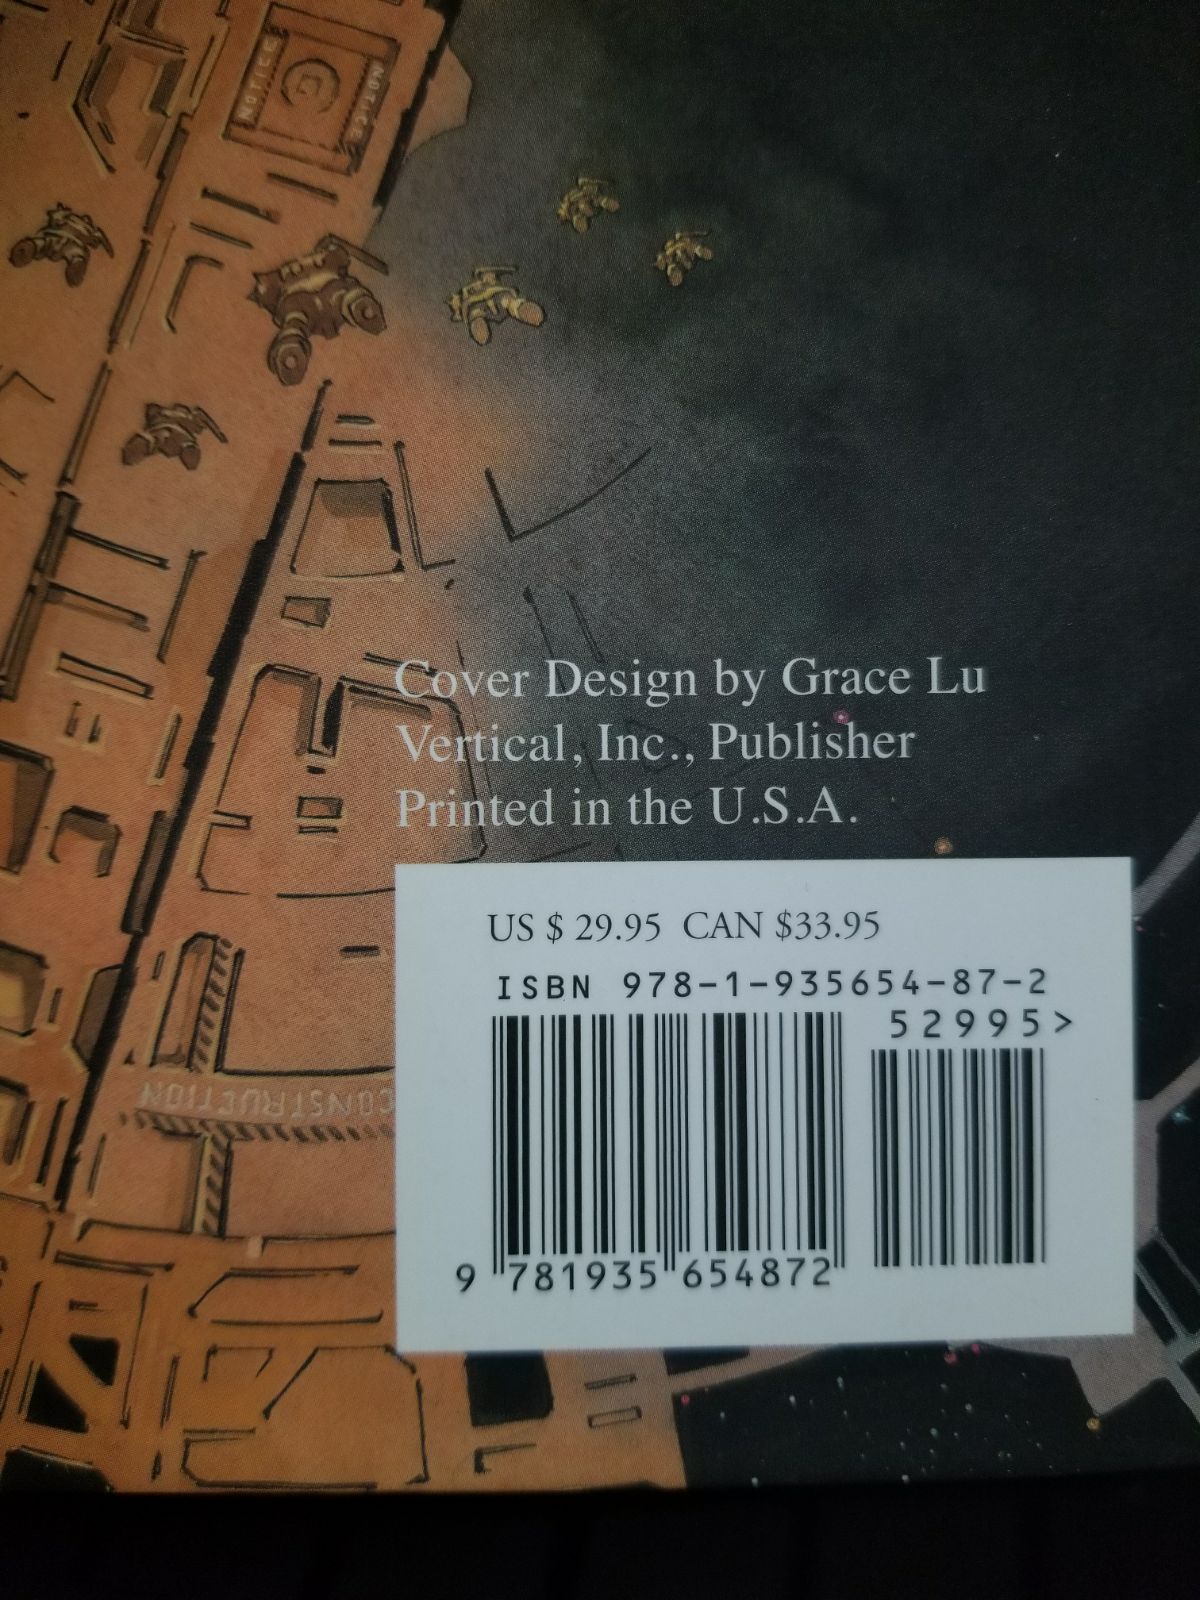 NOTICE
NOTICE
Cover Design by Grace Lu
Vertical, Inc., Publisher
Printed in the U.S.A.
US $ 29.95 CAN $33.95
ISBN 978-1-935654-87-2
52995>
CONSTRUCTION
9 781935 654872